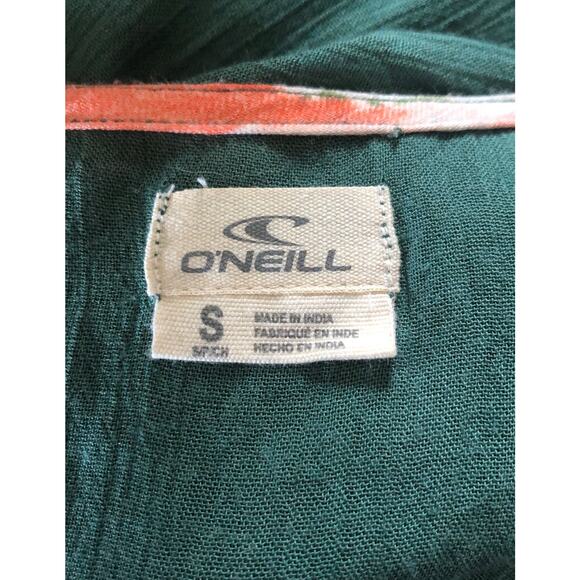 O'NEILL
S
SP/CH
MADE IN INDIA
FABRIQUÉ EN INDE
HECHO EN INDIA